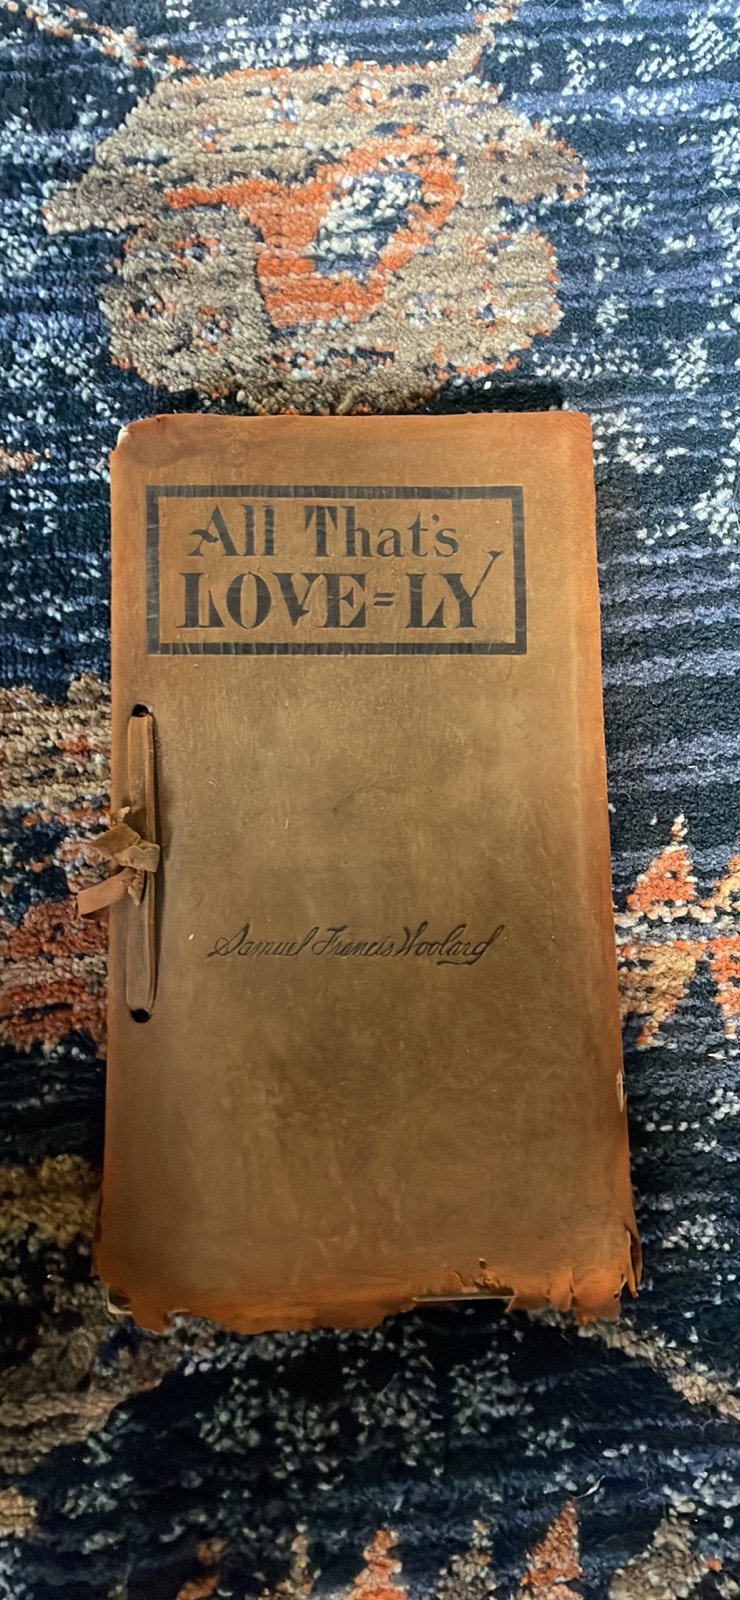 All That's
LOVE=LY
Samuel Francis Woolard